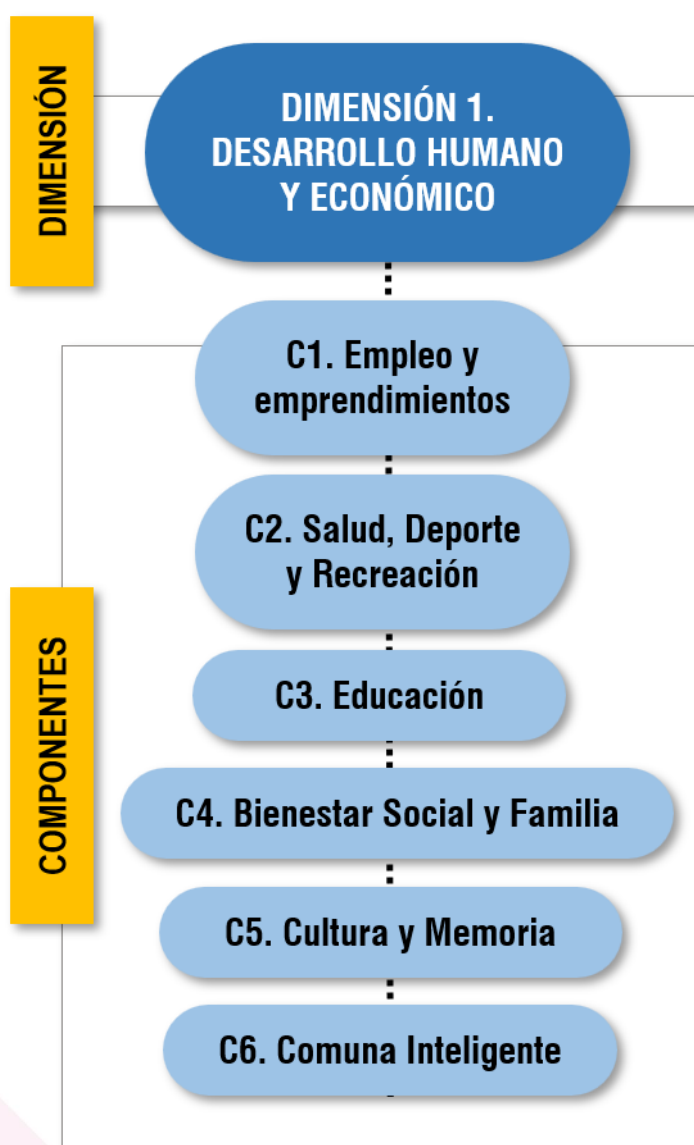 DIMENSIÓN
DIMENSIÓN 1.
DESARROLLO HUMANO
Y ECONÓMICO
COMPONENTES
C1. Empleo y
emprendimientos
C2. Salud, Deporte
y Recreación
C3. Educación
C4. Bienestar Social y Familia
C5. Cultura y Memoria
C6. Comuna Inteligente